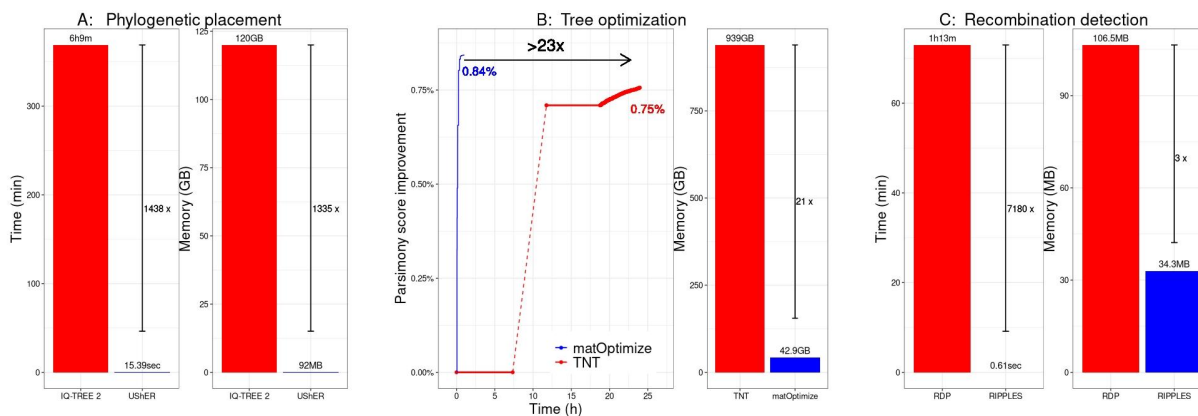 A: Phylogenetic placement
6h9m
300
200
100
0
Time (min)
1438 x
15.39sec
IQ-TREE 2
UShER
120GB
125
100
75
50
25
0
Memory (GB)
1335 x
92MB
IQ-TREE 2
UShER
B: Tree optimization
>23x
0.84%
0.75%
0.75%
0.50%
0.25%
0.00%
Parsimony score improvement
matOptimize
TNT
0
5
10
15
20
25
Time (h)
939GB
750
500
250
0
Memory (GB)
21 x
42.9GB
TNT
matOptimize
C: Recombination detection
1h13m
60
40
20
0
Time (min)
7180 x
0.61sec
RDP
RIPPLES
106.5MB
90
60
30
0
Memory (MB)
3 x
34.3MB
RDP
RIPPLES